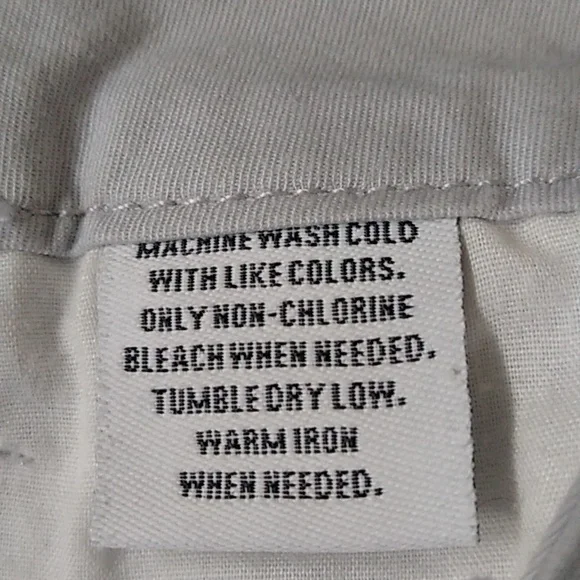 MACHINE WASH COLD
WITH LIKE COLORS.
ONLY NON-CHLORINE
BLEACH WHEN NEEDED.
TUMBLE DRY LOW.
WARM IRON
WHEN NEEDED.